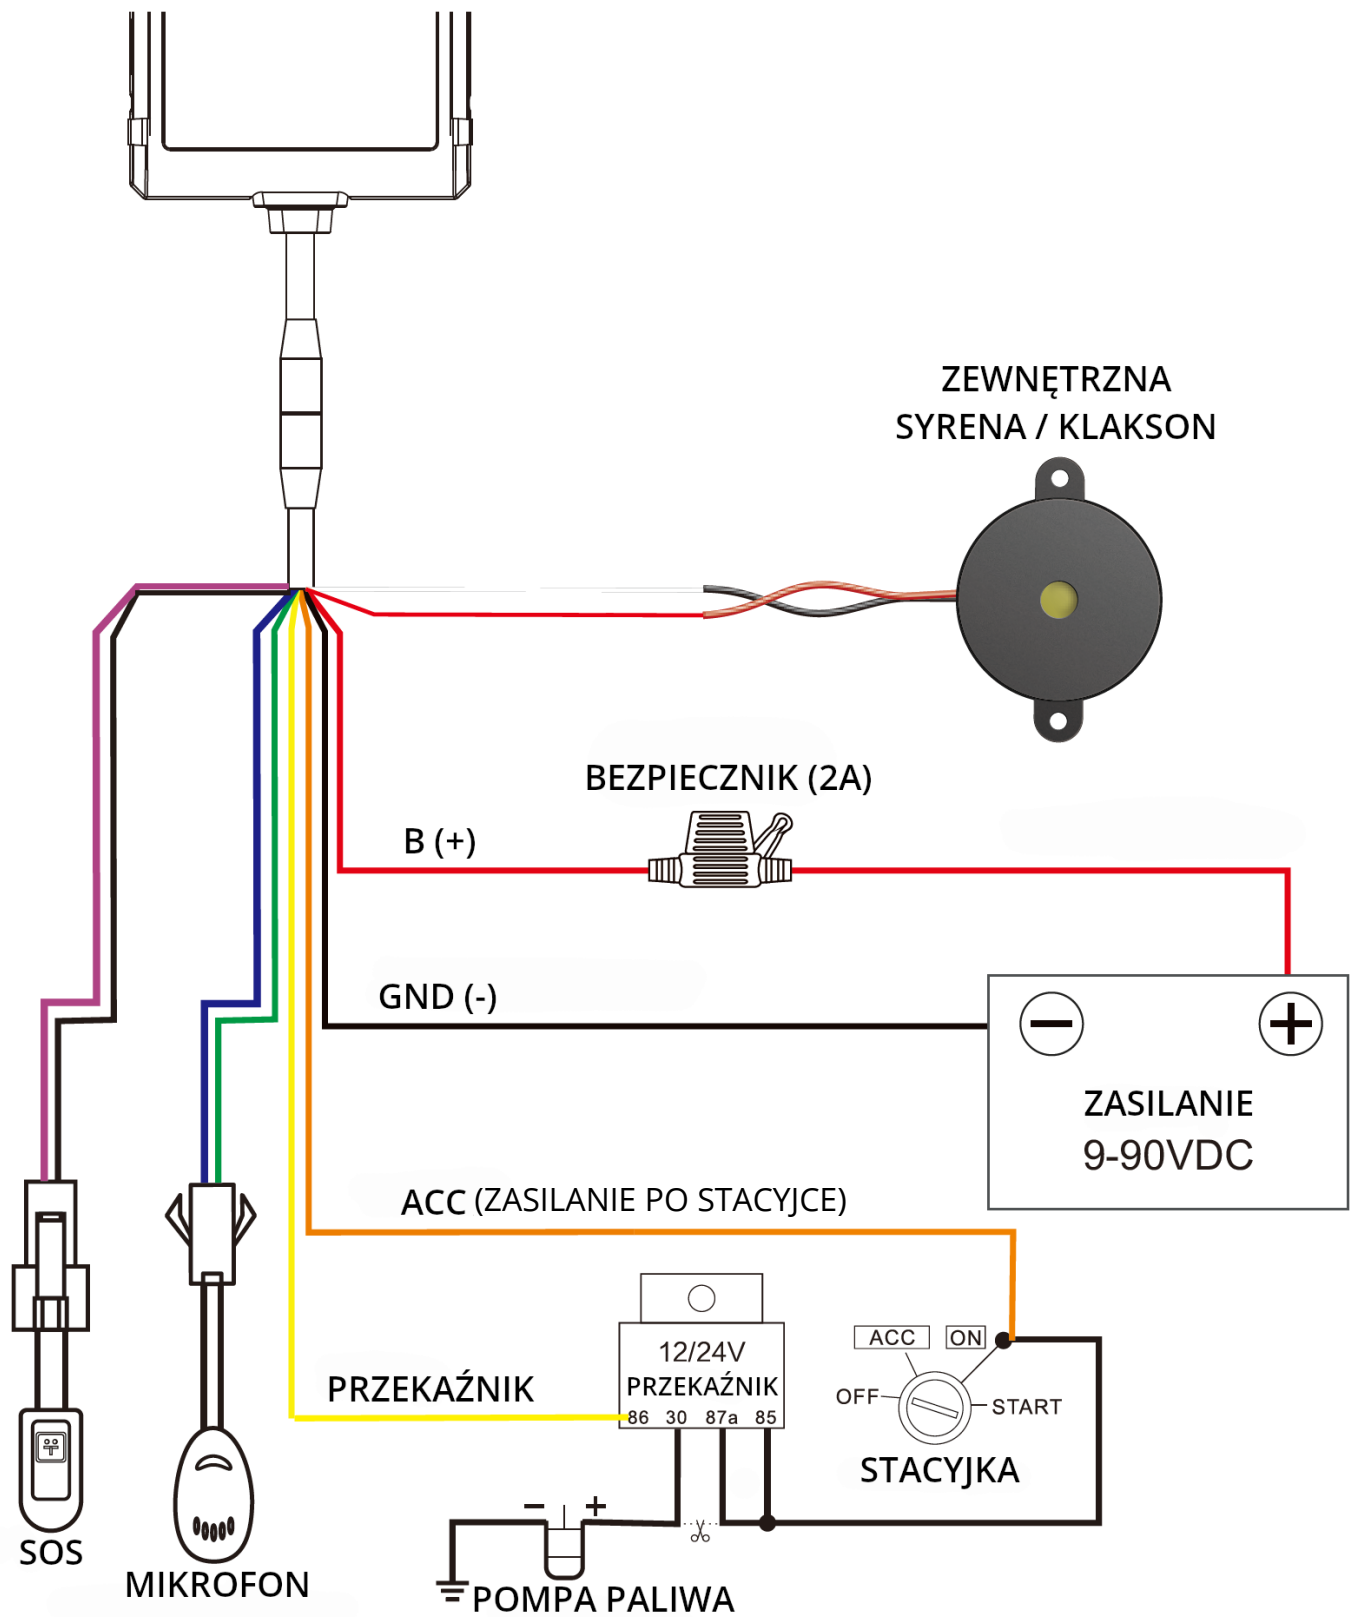 ZEWNĘTRZNA
SYRENA / KLAKSON
BEZPIECZNIK (2A)
B (+)
GND (-)
ZASILANIE
9-90VDC
ACC (ZASILANIE PO STACYJCE)
12/24V
PRZEKAŹNIK
86 30 87a 85
PRZEKAŹNIK
ACC ON
OFF START
STACYJKA
- +
SOS
MIKROFON
POMPA PALIWA